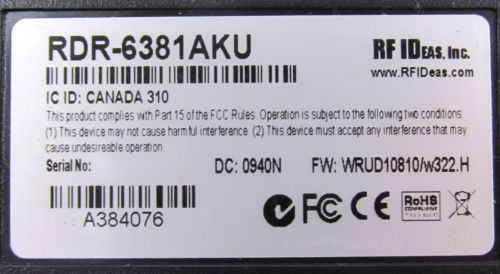 RDR-6381AKU
RF IDEAS, INC.
www.RFIDeas.com
IC ID: CANADA 310
This product complies with Part 15 of the FCC Rules. Operation is subject to the following two conditions:
(1) This device may not cause harmful interference. (2) This device must accept any interference that
may cause undesireable operation.
Serial No:
DC: 0940N
FW: WRUD10810/w322.H
A384076
FC CE RoHS
COMPLIANT